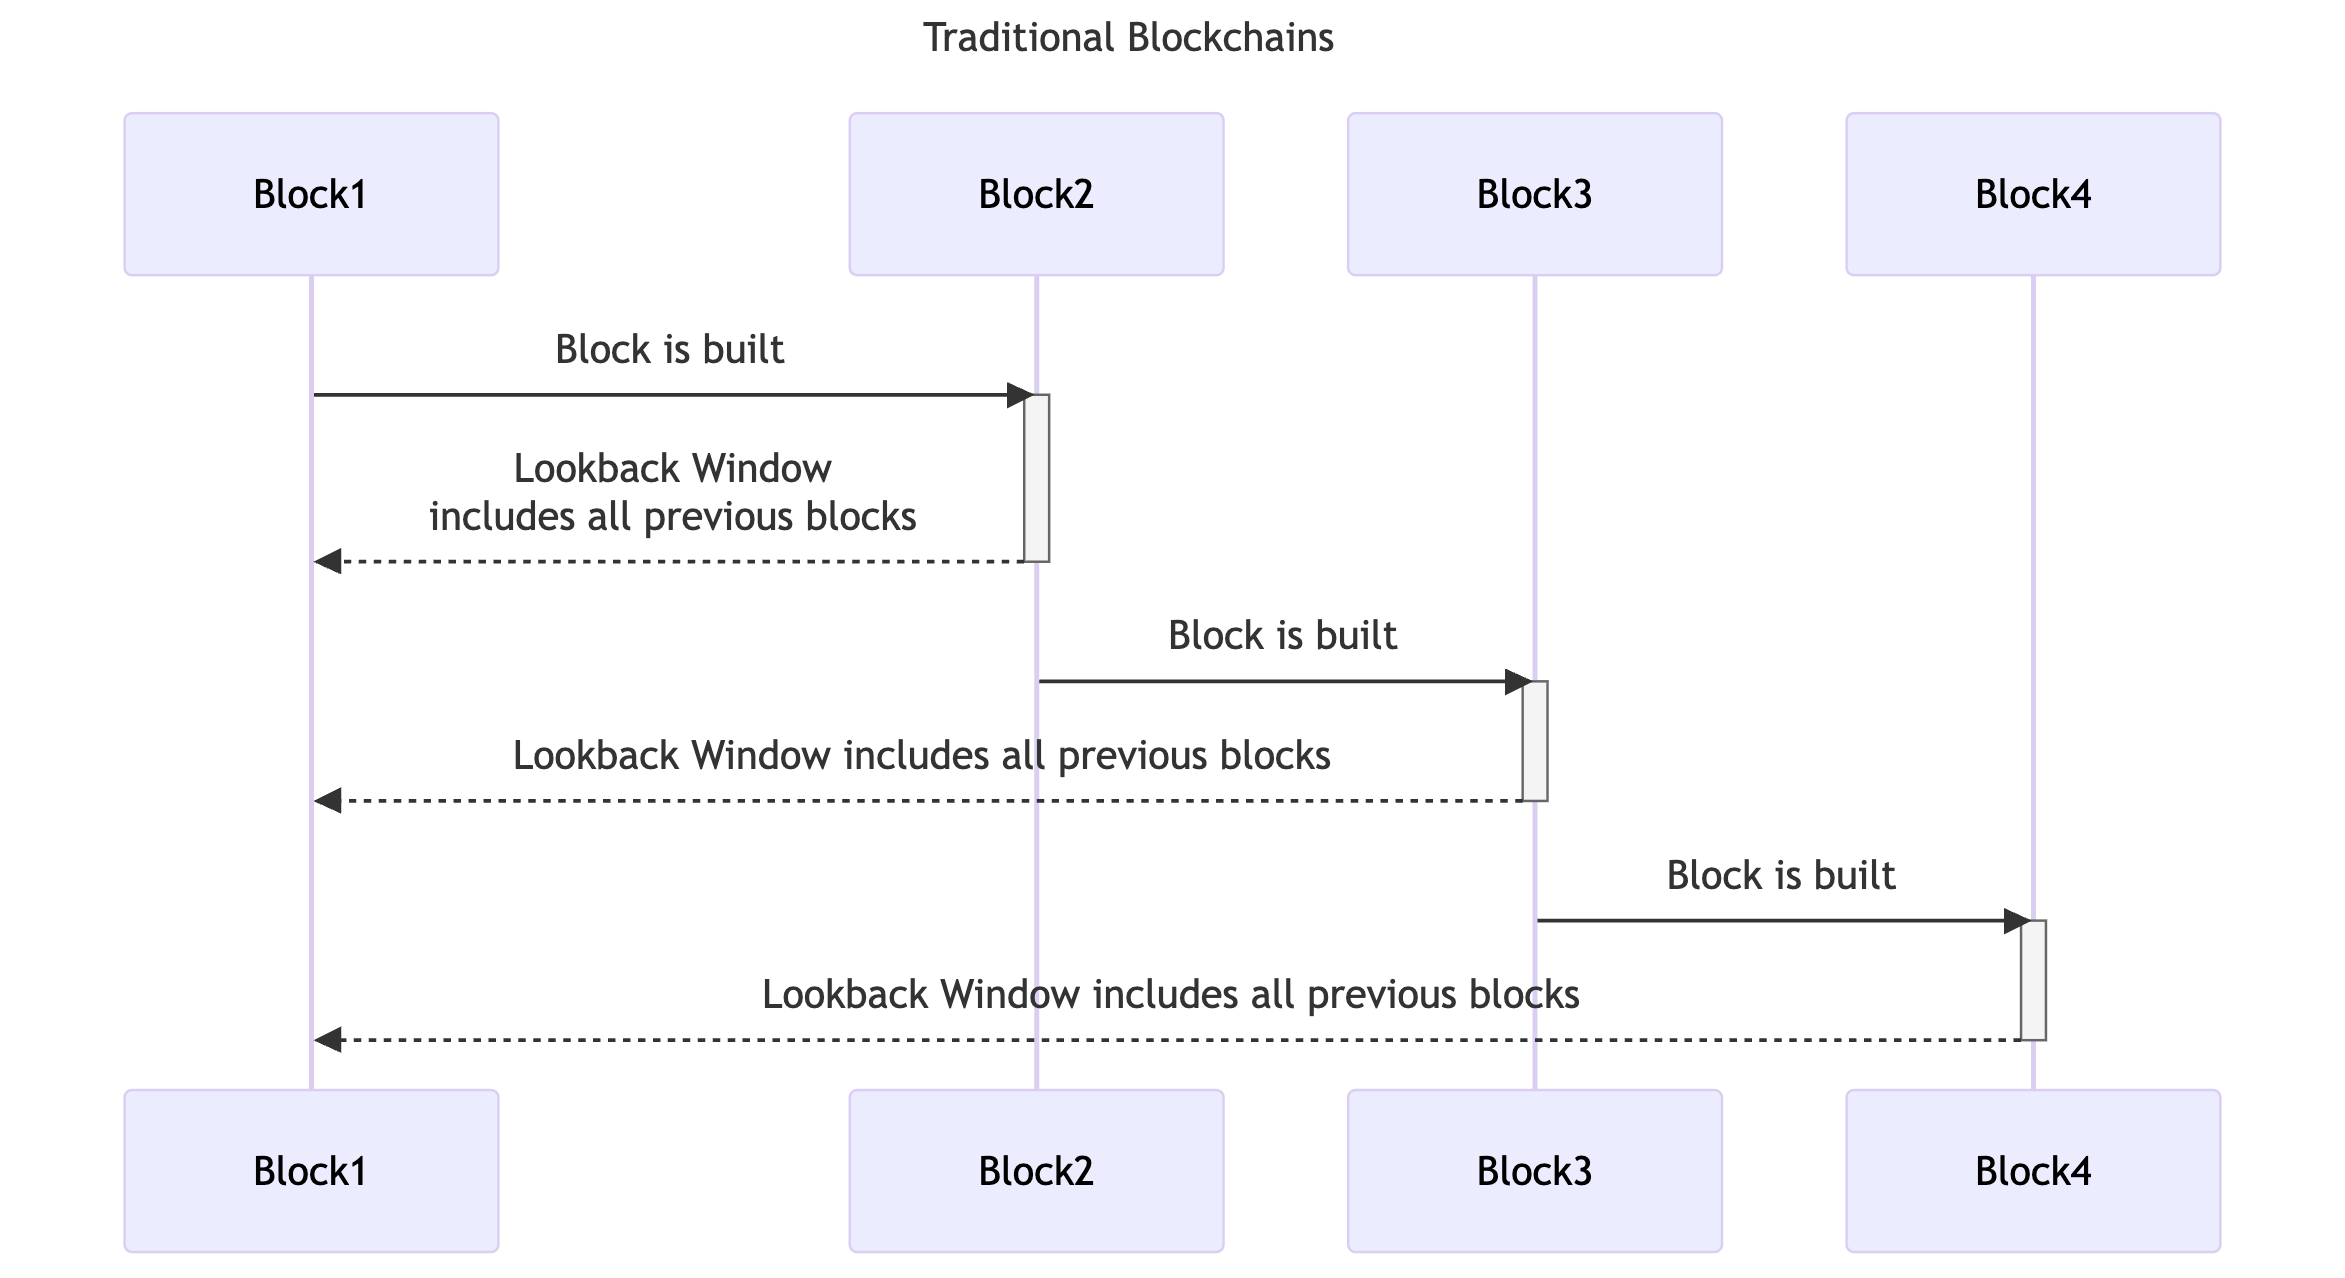 Traditional Blockchains
Block1
Block2
Block3
Block4
Block is built
Lookback Window
includes all previous blocks
Block is built
Lookback Window includes all previous blocks
Block is built
Lookback Window includes all previous blocks
Block1
Block2
Block3
Block4